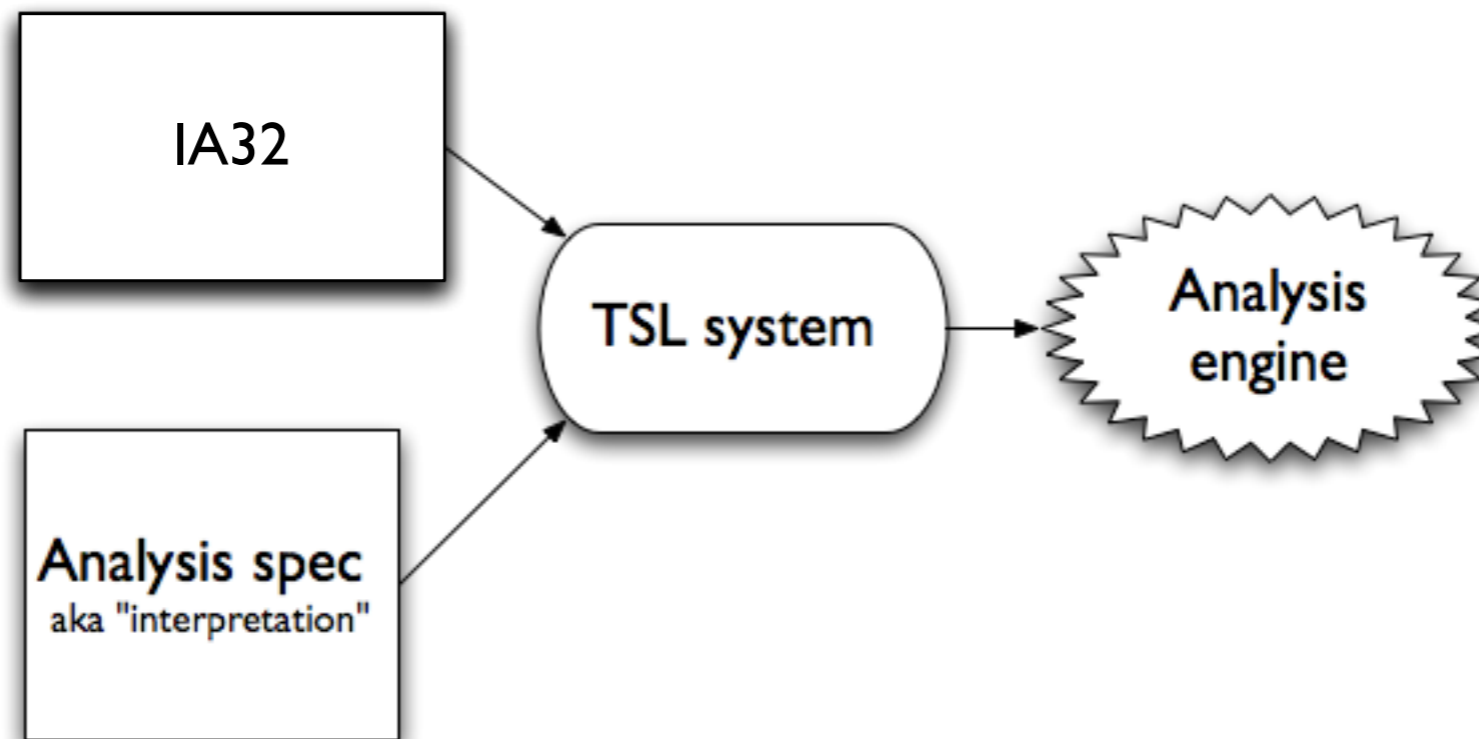 IA32
TSL system
Analysis
engine
Analysis spec
aka "interpretation"